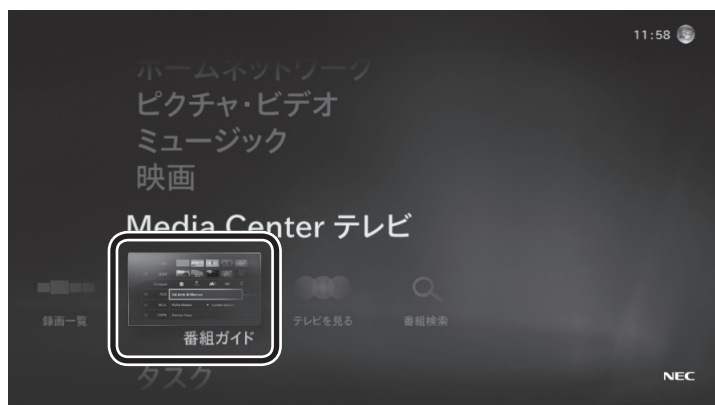 11:58
ホームネットワーク
ピクチャ・ビデオ
ミュージック
映画
Media Center テレビ
録画一覧
番組ガイド
テレビを見る
番組検索
タスク
NEC